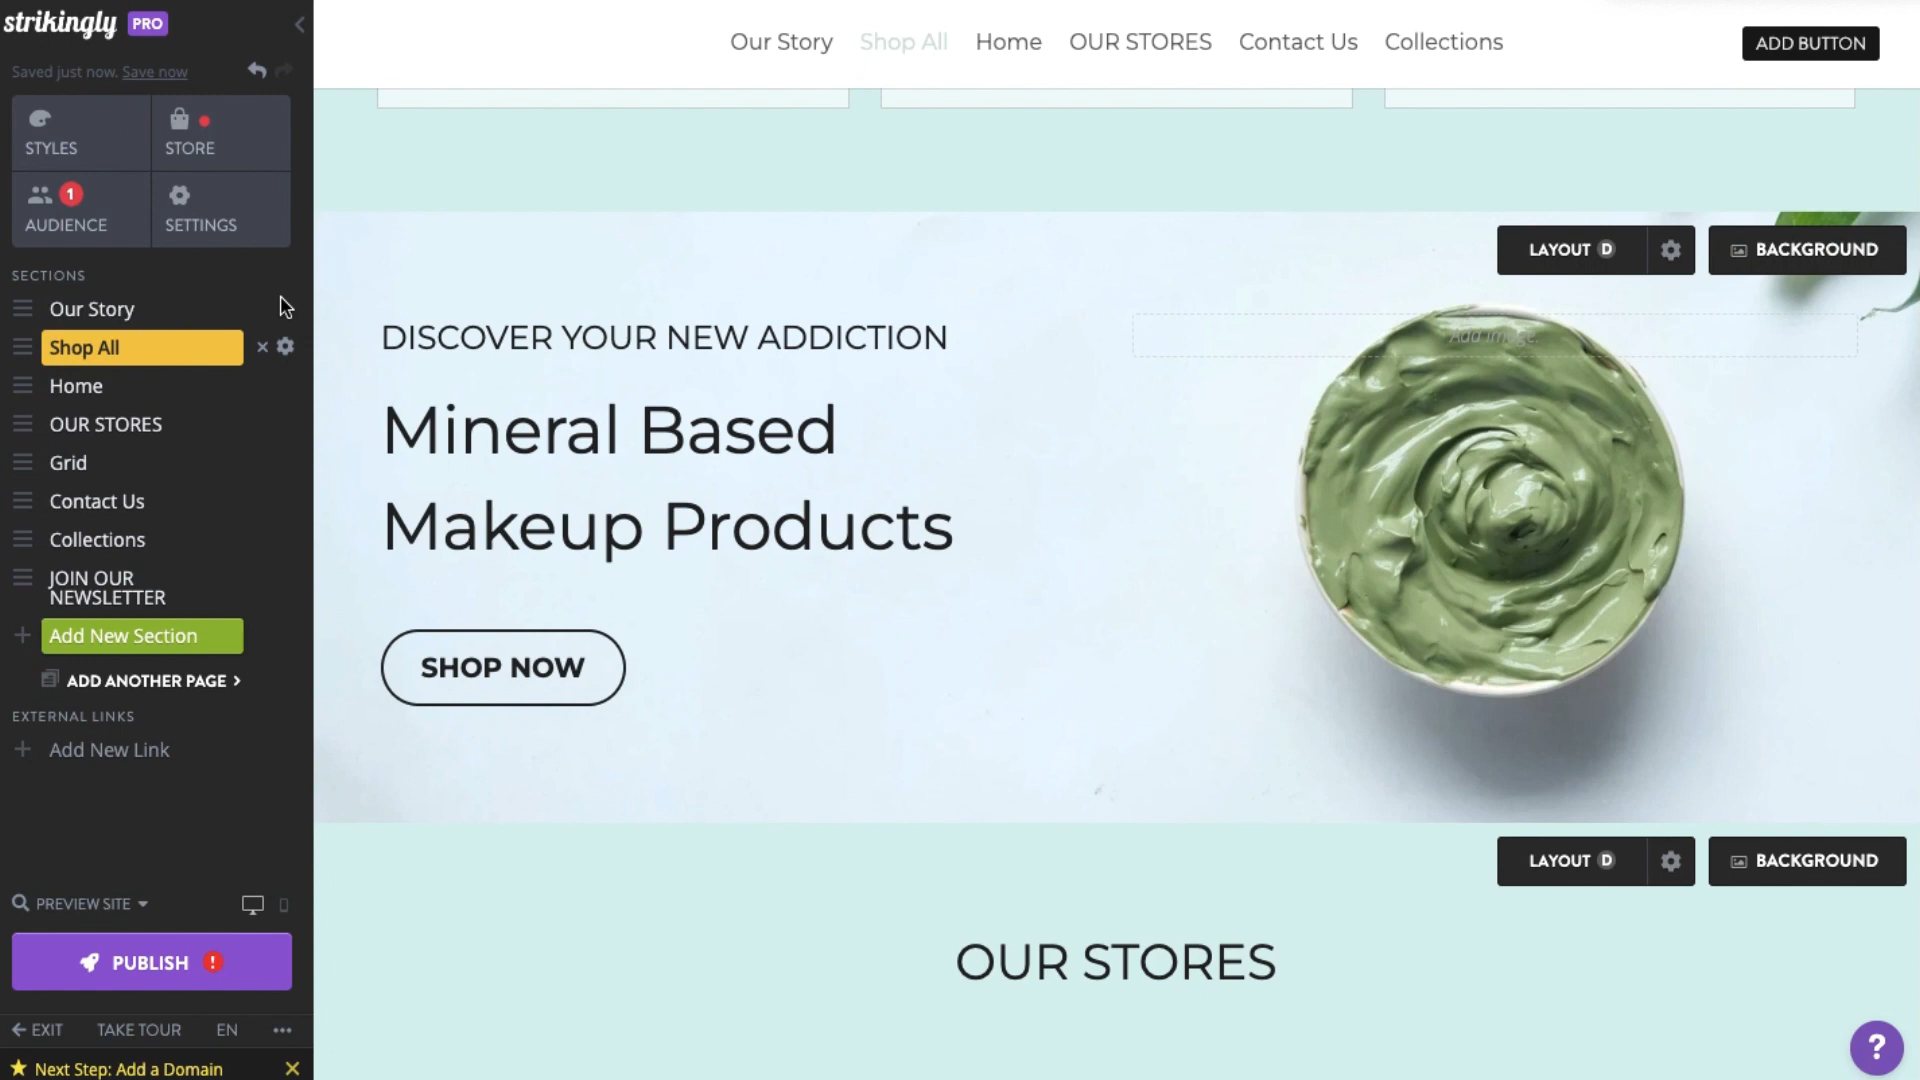 strikingly PRO
Saved just now. Save now
STYLES
STORE
1
AUDIENCE
SETTINGS
SECTIONS
Our Story
Shop All
Home
OUR STORES
Grid
Contact Us
Collections
JOIN OUR
NEWSLETTER
Add New Section
ADD ANOTHER PAGE
EXTERNAL LINKS
Add New Link
PREVIEW SITE
PUBLISH !
EXIT TAKE TOUR EN
Next Step: Add a Domain
Our Story Shop All Home OUR STORES Contact Us Collections
ADD BUTTON
LAYOUT D
BACKGROUND
DISCOVER YOUR NEW ADDICTION
Add image.
Mineral Based
Makeup Products
SHOP NOW
LAYOUT D
BACKGROUND
OUR STORES
?